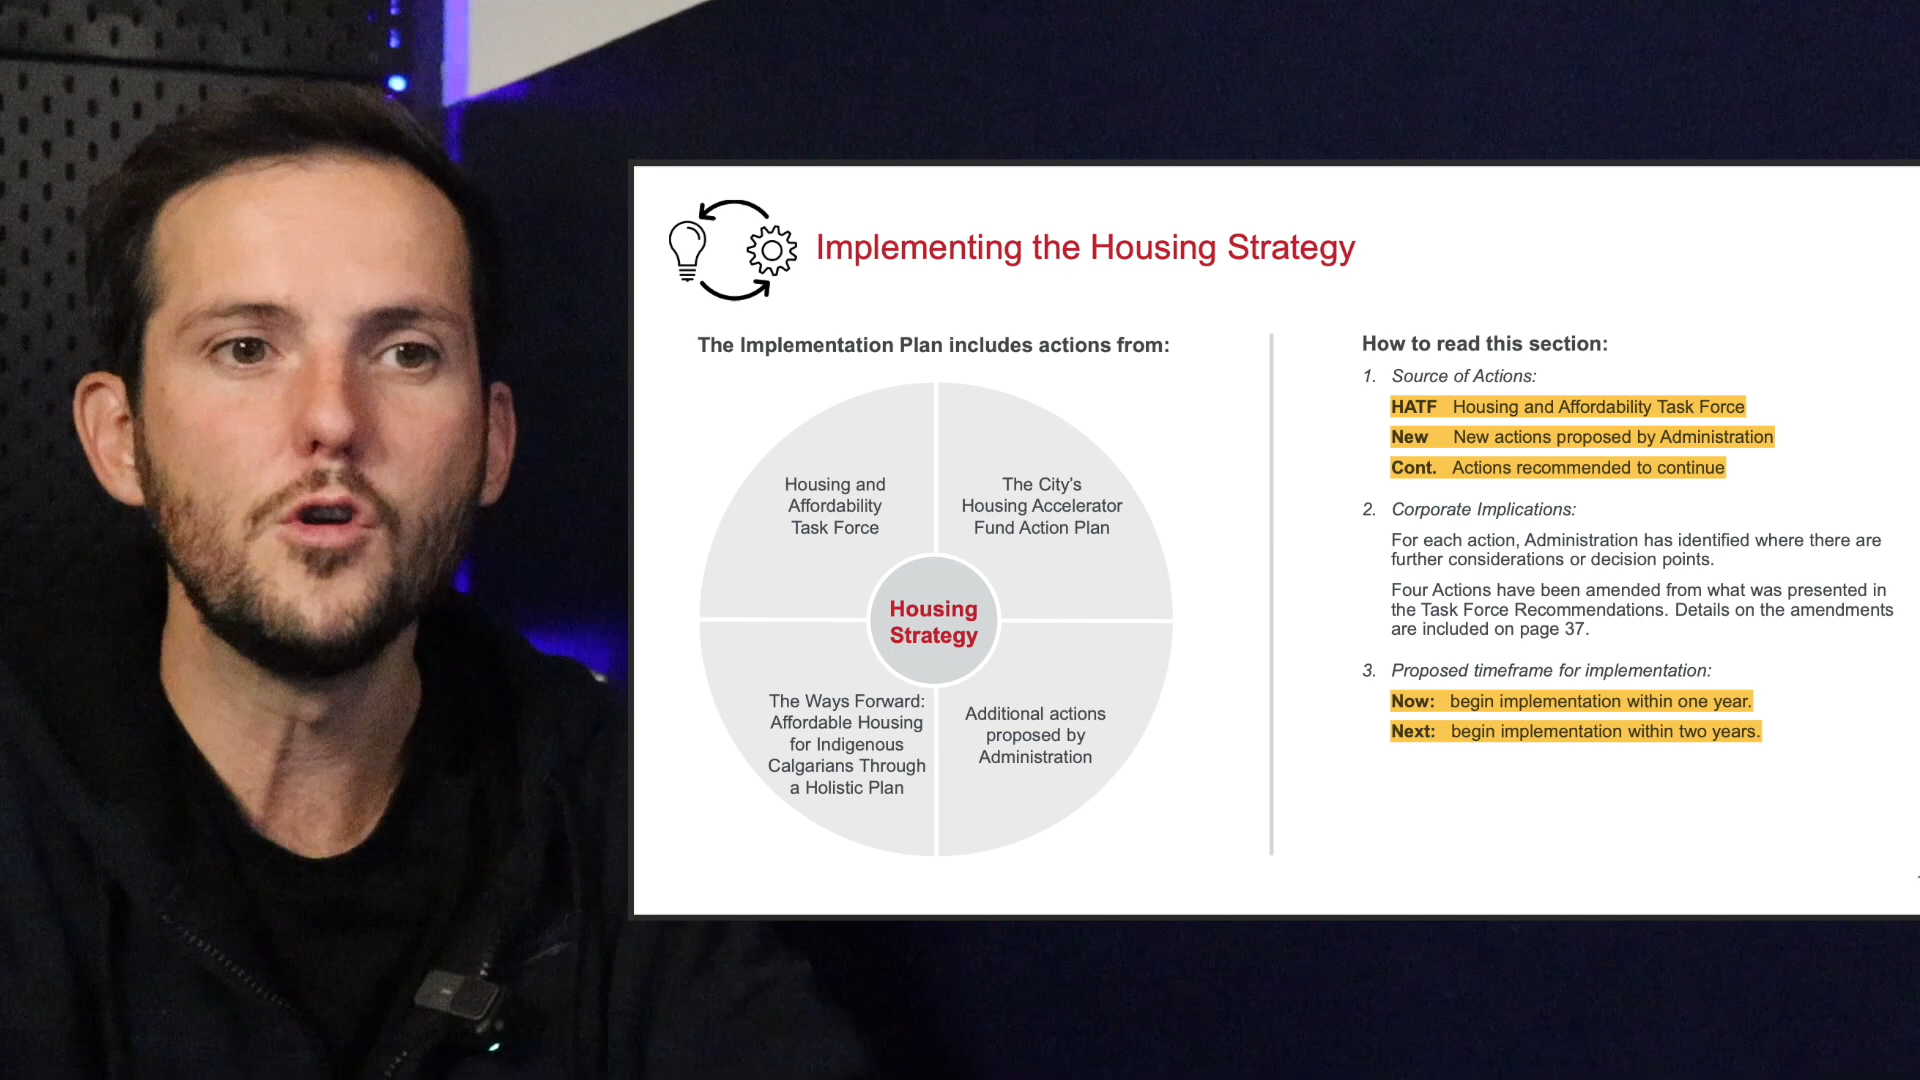 Implementing the Housing Strategy
The Implementation Plan includes actions from:
Housing and
Affordability
Task Force
The City's
Housing Accelerator
Fund Action Plan
Housing
Strategy
The Ways Forward:
Affordable Housing
for Indigenous
Calgarians Through
a Holistic Plan
Additional actions
proposed by
Administration
How to read this section:
1. Source of Actions:
HATF Housing and Affordability Task Force
New New actions proposed by Administration
Cont. Actions recommended to continue
2. Corporate Implications:
For each action, Administration has identified where there are
further considerations or decision points.
Four Actions have been amended from what was presented in
the Task Force Recommendations. Details on the amendments
are included on page 37.
3. Proposed timeframe for implementation:
Now: begin implementation within one year.
Next: begin implementation within two years.